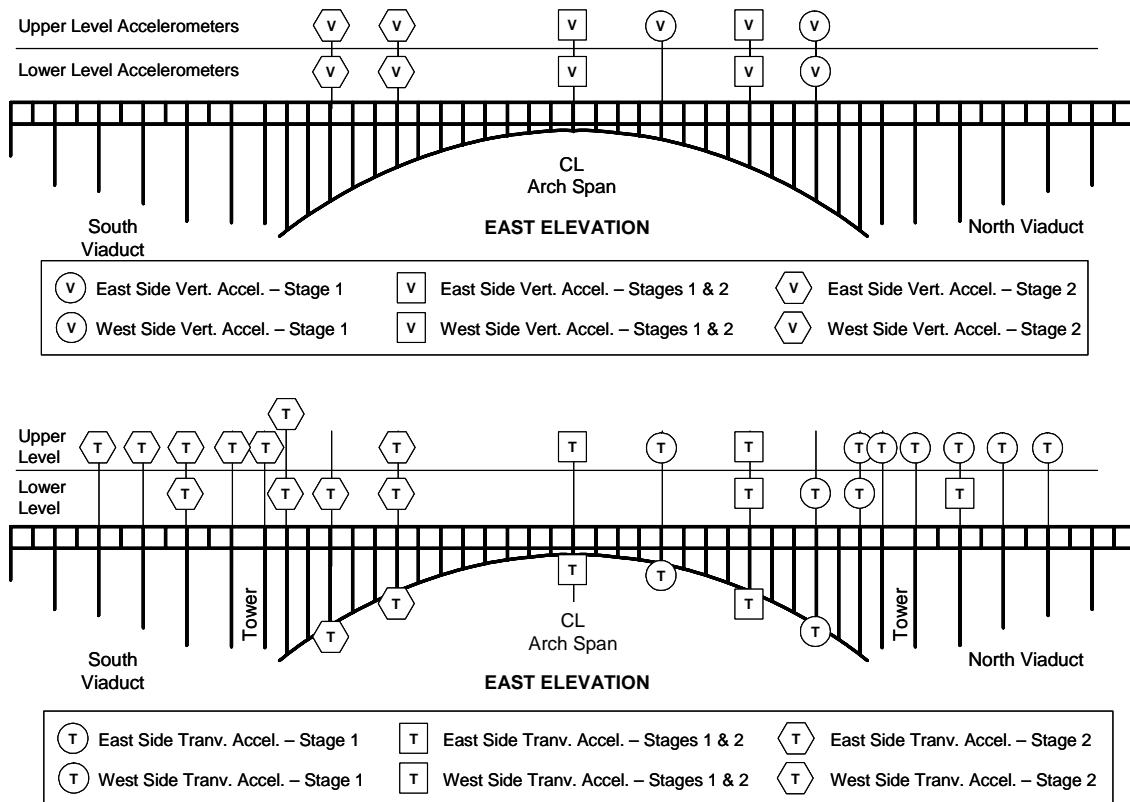 Upper Level Accelerometers
V V V V V V
Lower Level Accelerometers
V V V V V
CL
Arch Span
South
Viaduct
EAST ELEVATION
North Viaduct
V East Side Vert. Accel. – Stage 1
V East Side Vert. Accel. – Stages 1 & 2
V East Side Vert. Accel. – Stage 2
V West Side Vert. Accel. – Stage 1
V West Side Vert. Accel. – Stages 1 & 2
V West Side Vert. Accel. – Stage 2
T
Upper
Level
T T T T T T T T T T T T T T T
Lower
Level
T T T T T T T T
T T T T T T
Tower
Tower
CL
Arch Span
South
Viaduct
EAST ELEVATION
North Viaduct
T East Side Tranv. Accel. – Stage 1
T East Side Tranv. Accel. – Stages 1 & 2
T East Side Tranv. Accel. – Stage 2
T West Side Tranv. Accel. – Stage 1
T West Side Tranv. Accel. – Stages 1 & 2
T West Side Tranv. Accel. – Stage 2